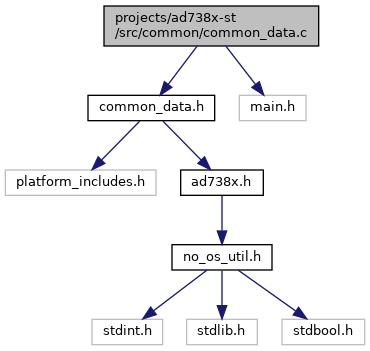 projects/ad738x-st
/src/common/common_data.c
common_data.h
main.h
platform_includes.h
ad738x.h
no_os_util.h
stdint.h
stdlib.h
stdbool.h